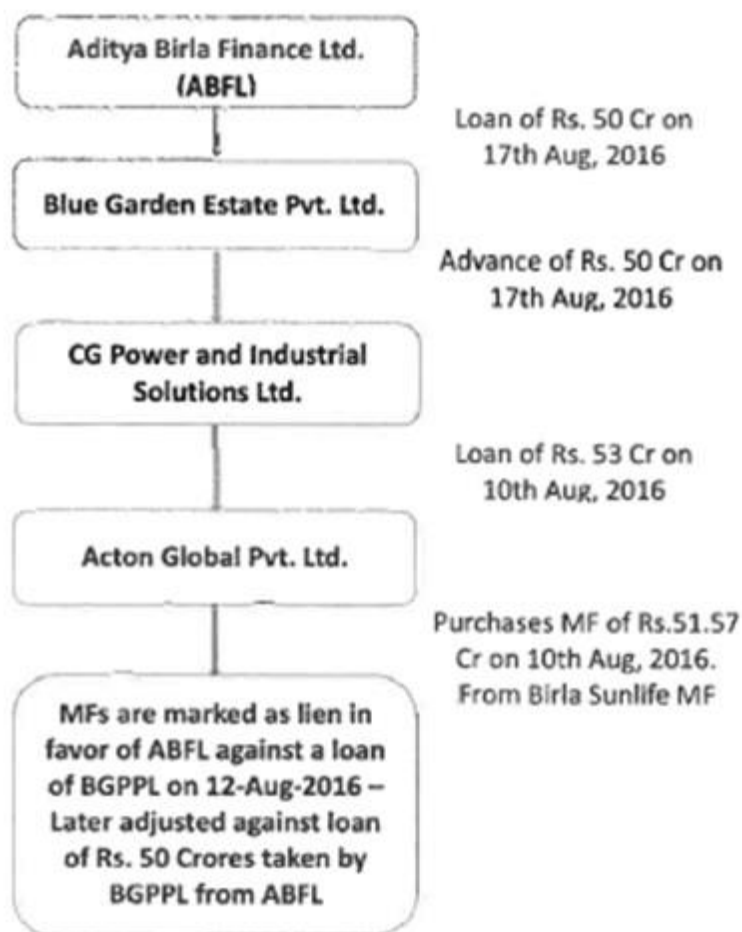 Aditya Birla Finance Ltd.
(ABFL)
Loan of Rs. 50 Cr on
17th Aug, 2016
Blue Garden Estate Pvt. Ltd.
Advance of Rs. 50 Cr on
17th Aug, 2016
CG Power and Industrial
Solutions Ltd.
Loan of Rs. 53 Cr on
10th Aug, 2016
Acton Global Pvt. Ltd.
Purchases MF of Rs.51.57
Cr on 10th Aug, 2016.
From Birla Sunlife MF
MFs are marked as lien in
favor of ABFL against a loan
of BGPPL on 12-Aug-2016 –
Later adjusted against loan
of Rs. 50 Crores taken by
BGPPL from ABFL